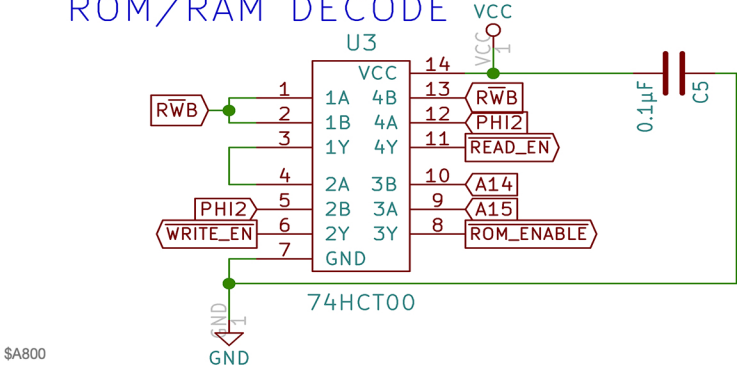 ROM/RAM DECODE
VCC
U3
VCC
1
VCC 14
1 1A 4B 13 RWB
RWB
2 1B 4A 12 PHI2
3 1Y 4Y 11 READ_EN
4 2A 3B 10 A14
PHI2 5 2B 3A 9 A15
WRITE_EN 6 2Y 3Y 8 ROM_ENABLE
7 GND
0.1µF
C5
74HCT00
GND
1
GND
$A800